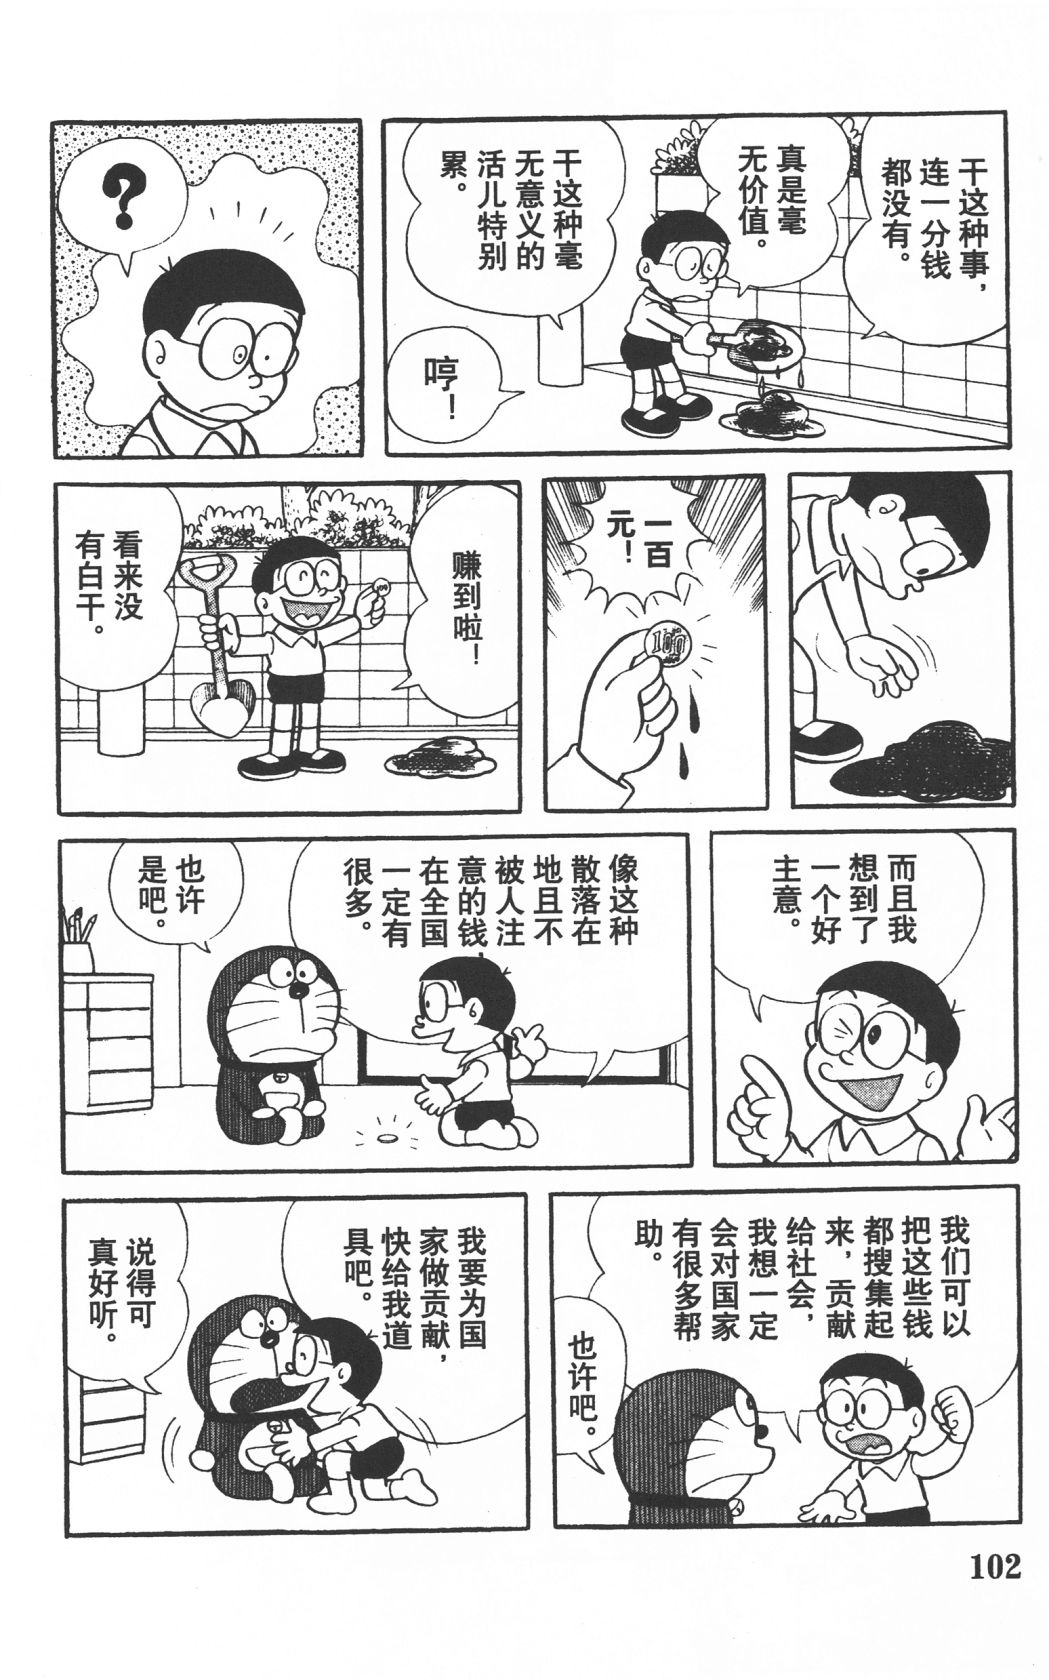 干这种事，
连一分钱
都没有。
真是毫
无价值。
干这种毫
无意义的
活儿特别
累。
哼！
？
一百
元！
赚到啦！
看来没
有白干。
而且我
想到了
一个好
主意。
像这种
散落在
地且不
被人注
意的钱，
在全国
一定有
很多。
也许
是吧。
我们可以
把这些钱
都搜集起
来，贡献
给社会，
我想一定
会对国家
有很多帮
助。
也许吧。
我要为国
家做贡献，
快给我道
具吧。
说得可
真好听。
100
102